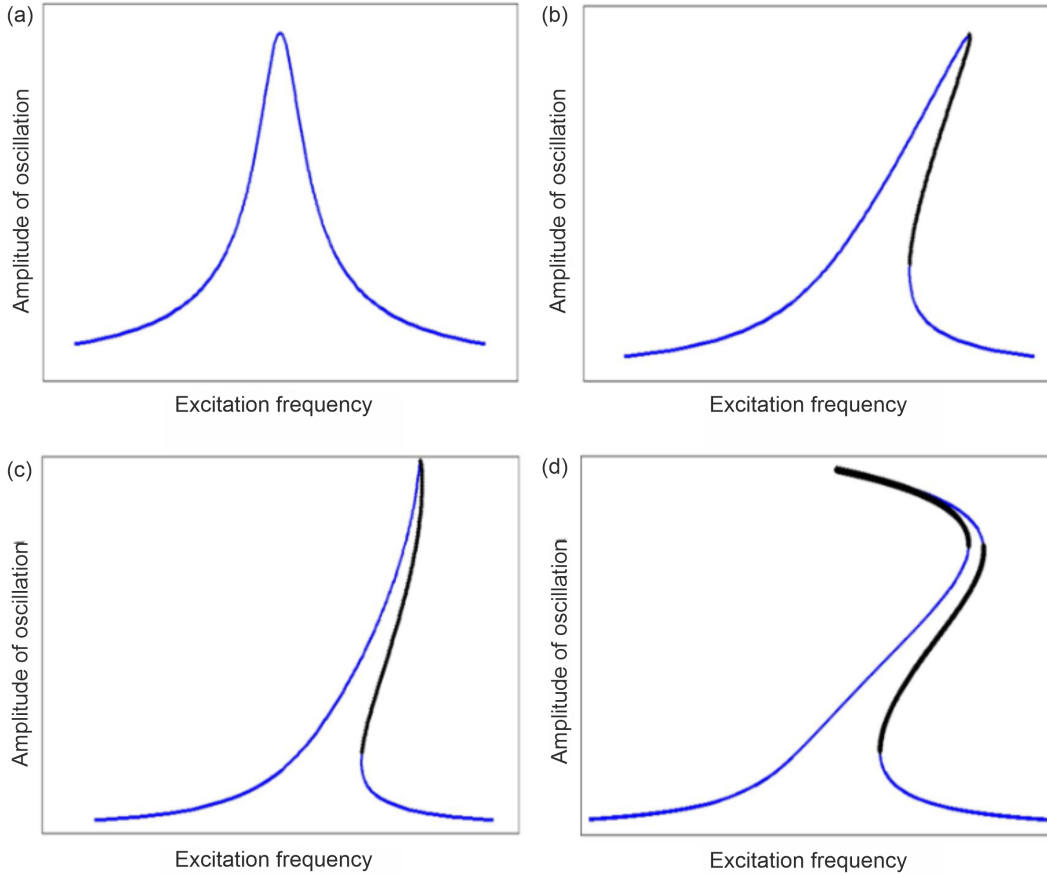 (a)
Amplitude of oscillation
Excitation frequency
(b)
Amplitude of oscillation
Excitation frequency
(c)
Amplitude of oscillation
Excitation frequency
(d)
Amplitude of oscillation
Excitation frequency